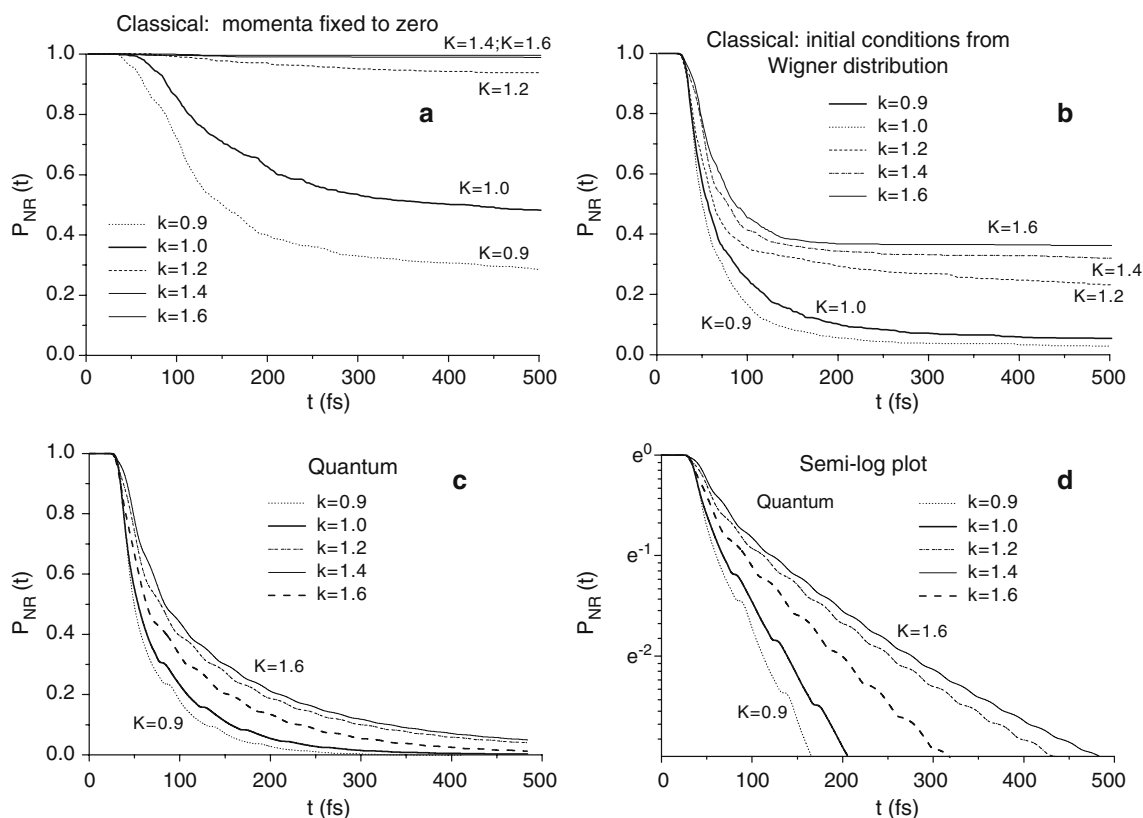 Classical: momenta fixed to zero
1.0
0.8
0.6
0.4
0.2
0.0
P_NR (t)
K=1.4;K=1.6
K=1.2
a
K=1.0
K=0.9
k=0.9
k=1.0
k=1.2
k=1.4
k=1.6
0 100 200 300 400 500
t (fs)
Classical: initial conditions from
Wigner distribution
1.0
0.8
0.6
0.4
0.2
0.0
P_NR (t)
b
k=0.9
k=1.0
k=1.2
k=1.4
k=1.6
K=1.6
K=1.4
K=1.2
K=1.0
K=0.9
0 100 200 300 400 500
t (fs)
Quantum
c
1.0
0.8
0.6
0.4
0.2
0.0
P_NR (t)
k=0.9
k=1.0
k=1.2
k=1.4
k=1.6
K=1.6
K=0.9
0 100 200 300 400 500
t (fs)
Semi-log plot
Quantum
d
e^0
e^-1
e^-2
P_NR (t)
k=0.9
k=1.0
k=1.2
k=1.4
k=1.6
K=1.6
K=0.9
0 100 200 300 400 500
t (fs)